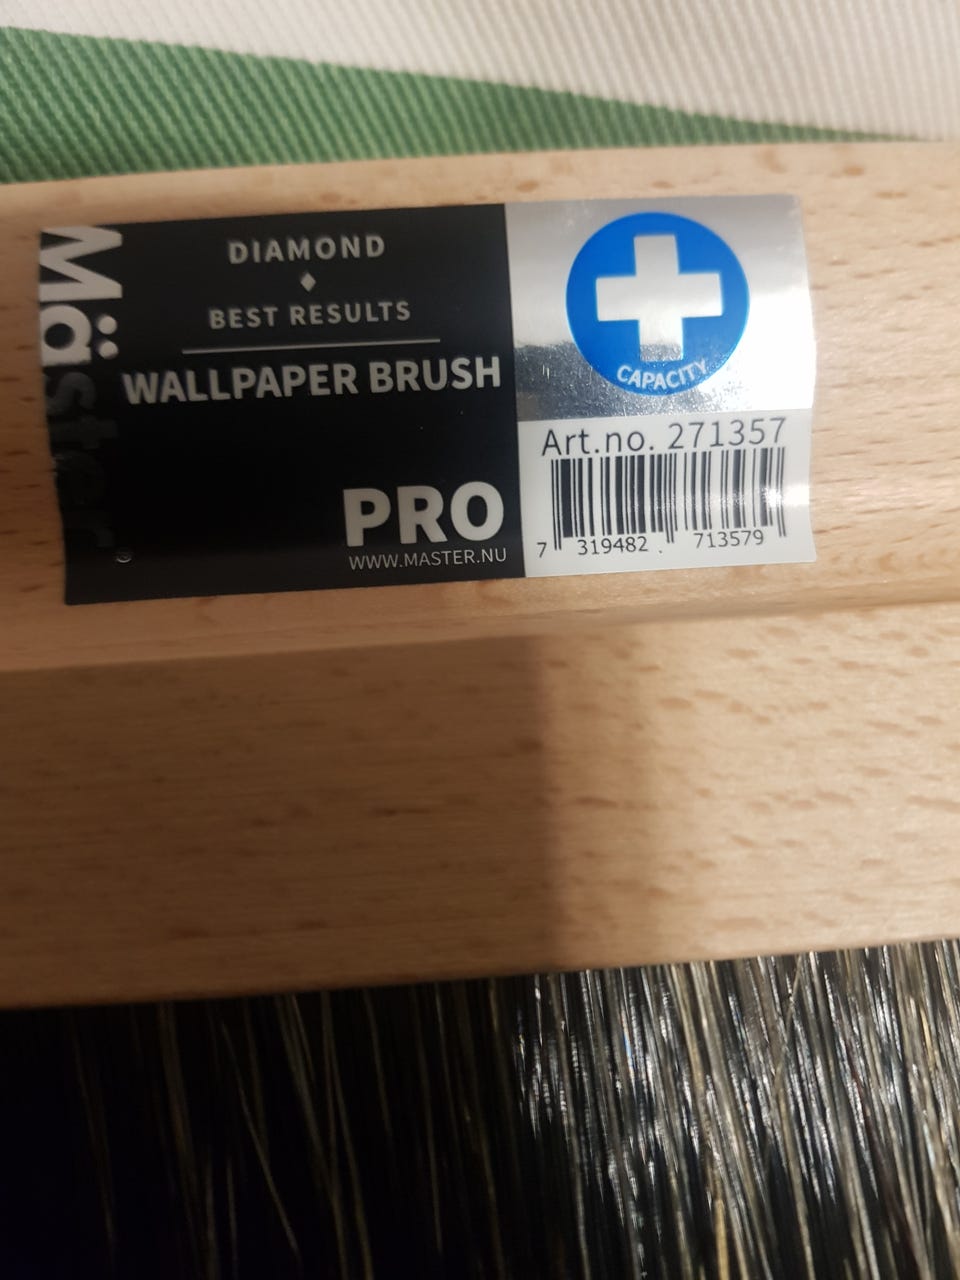 Mäster®
DIAMOND
BEST RESULTS
WALLPAPER BRUSH
PRO
WWW.MASTER.NU
CAPACITY
Art.no. 271357
7 319482 713579